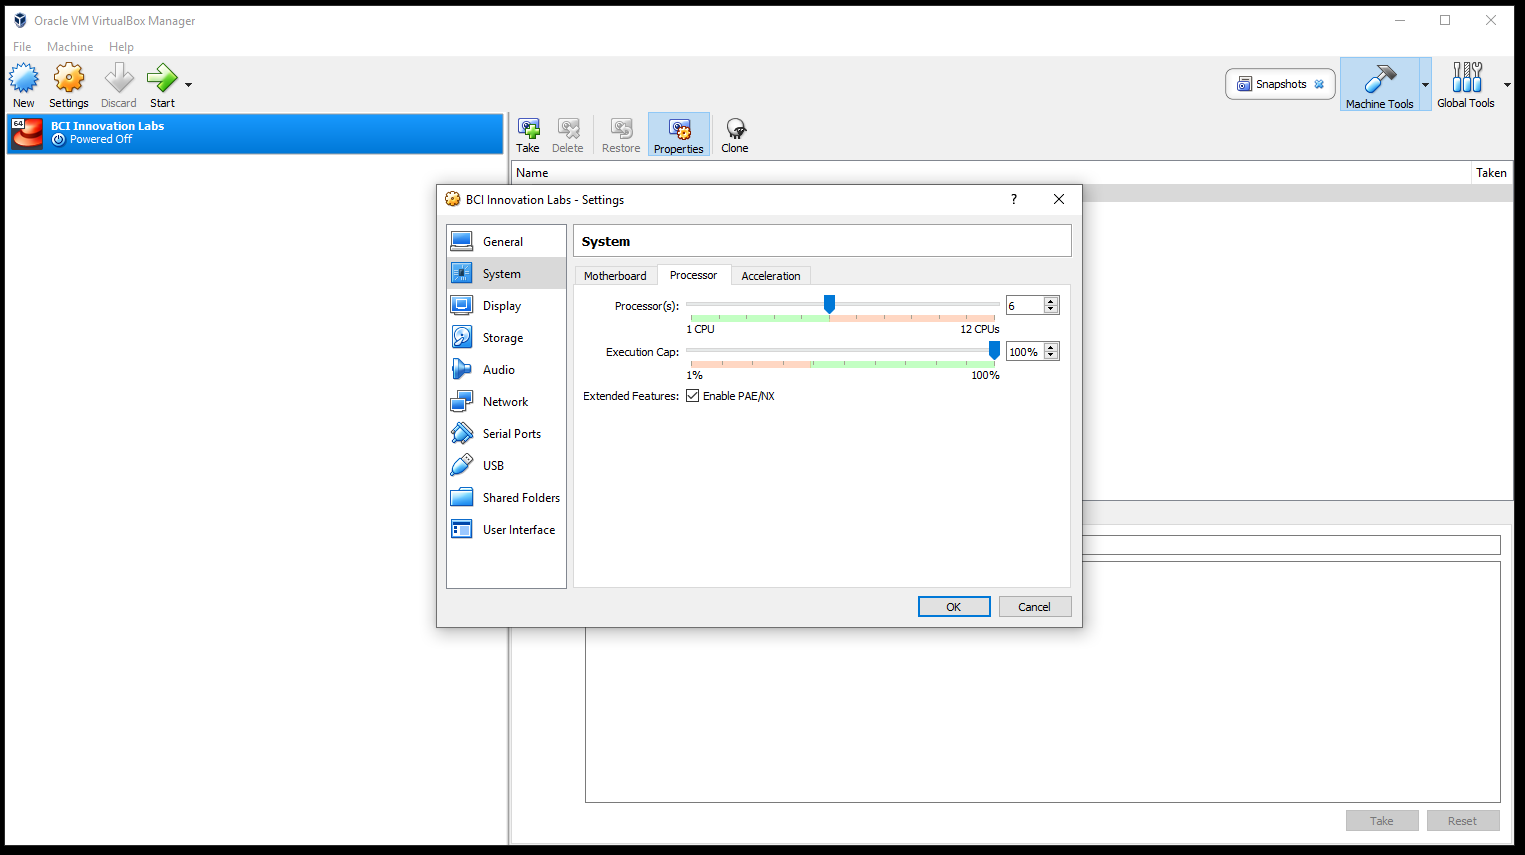 Oracle VM VirtualBox Manager
File Machine Help
New Settings Discard Start
Snapshots
Machine Tools
Global Tools
64
BCI Innovation Labs
Powered Off
Take Delete Restore Properties Clone
Name Taken
BCI Innovation Labs - Settings ?
General
System
Display
Storage
Audio
Network
Serial Ports
USB
Shared Folders
User Interface
System
Motherboard Processor Acceleration
Processor(s): 6
1 CPU 12 CPUs
Execution Cap: 100%
1% 100%
Extended Features: Enable PAE/NX
OK Cancel
Take Reset